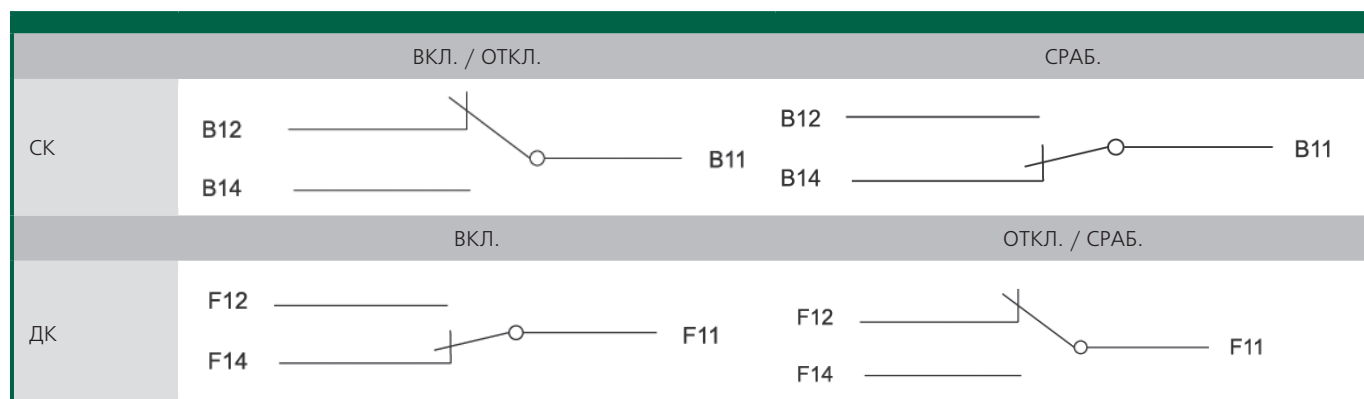 ВКЛ. / ОТКЛ.
СРАБ.
СК
B12
B11
B14
B12
B11
B14
ВКЛ.
ОТКЛ. / СРАБ.
ДК
F12
F11
F14
F12
F11
F14